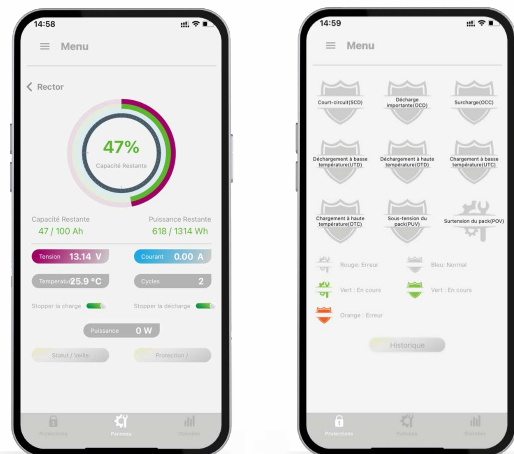 14:58
Menu
Rector
47%
Capacité Restante
Capacité Restante
Puissance Restante
47 / 100 Ah
618 / 1314 Wh
Tension 13.14 V
Courant 0.00 A
Températu 25.9 °C
Cycles 2
Stopper la charge
Stopper la décharge
Puissance 0 W
Statut / Veille
Protection /
Protections
14:59
Menu
Court-circuit(SCD)
Décharge
importante(OCD)
Surcharge(OCC)
Déchargement à basse
température(UTD)
Déchargement à haute
température(OTD)
Chargement à basse
température(UTC)
Chargement à haute
température(OTC)
Sous-tension du
pack(PUV)
Surtension du pack(POV)
Rouge: Erreur
Bleu: Normal
Vert : En cours
Vert : En cours
Orange : Erreur
Historique
Protections